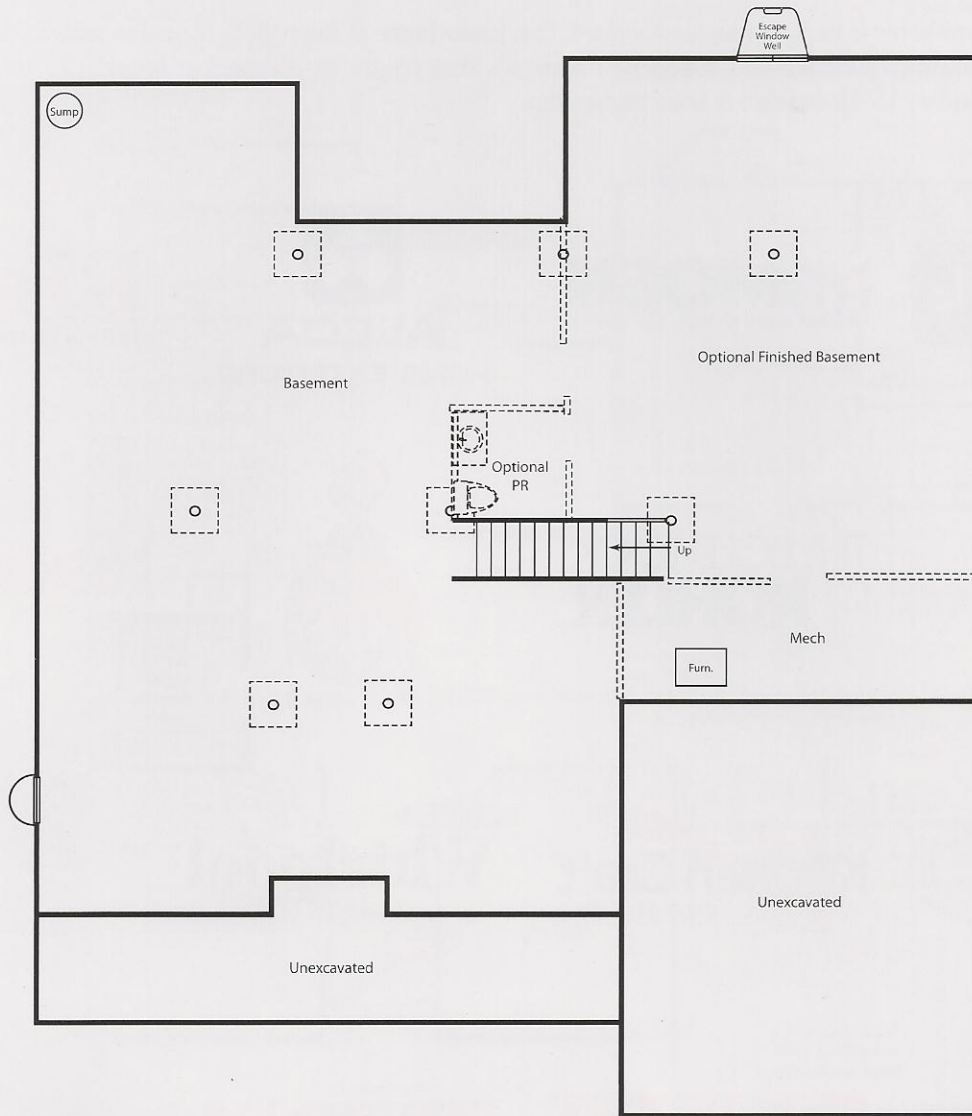 Escape
Window
Well
Sump
Optional Finished Basement
Basement
Optional
PR
Up
Mech
Furn.
Unexcavated
Unexcavated